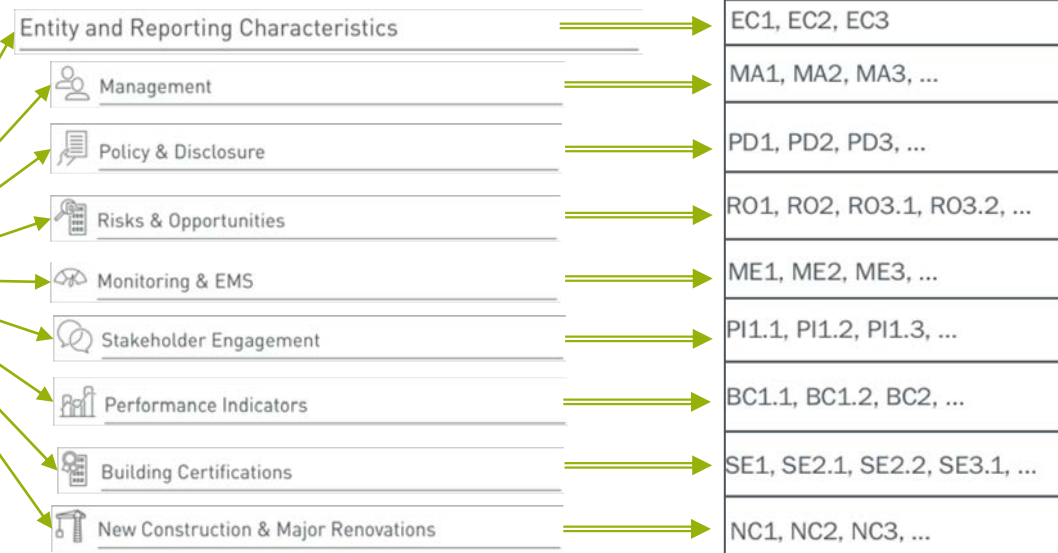 Entity and Reporting Characteristics
EC1, EC2, EC3
Management
MA1, MA2, MA3, ...
Policy & Disclosure
PD1, PD2, PD3, ...
Risks & Opportunities
RO1, RO2, RO3.1, RO3.2, ...
Monitoring & EMS
ME1, ME2, ME3, ...
Stakeholder Engagement
PI1.1, PI1.2, PI1.3, ...
Performance Indicators
BC1.1, BC1.2, BC2, ...
Building Certifications
SE1, SE2.1, SE2.2, SE3.1, ...
New Construction & Major Renovations
NC1, NC2, NC3, ...